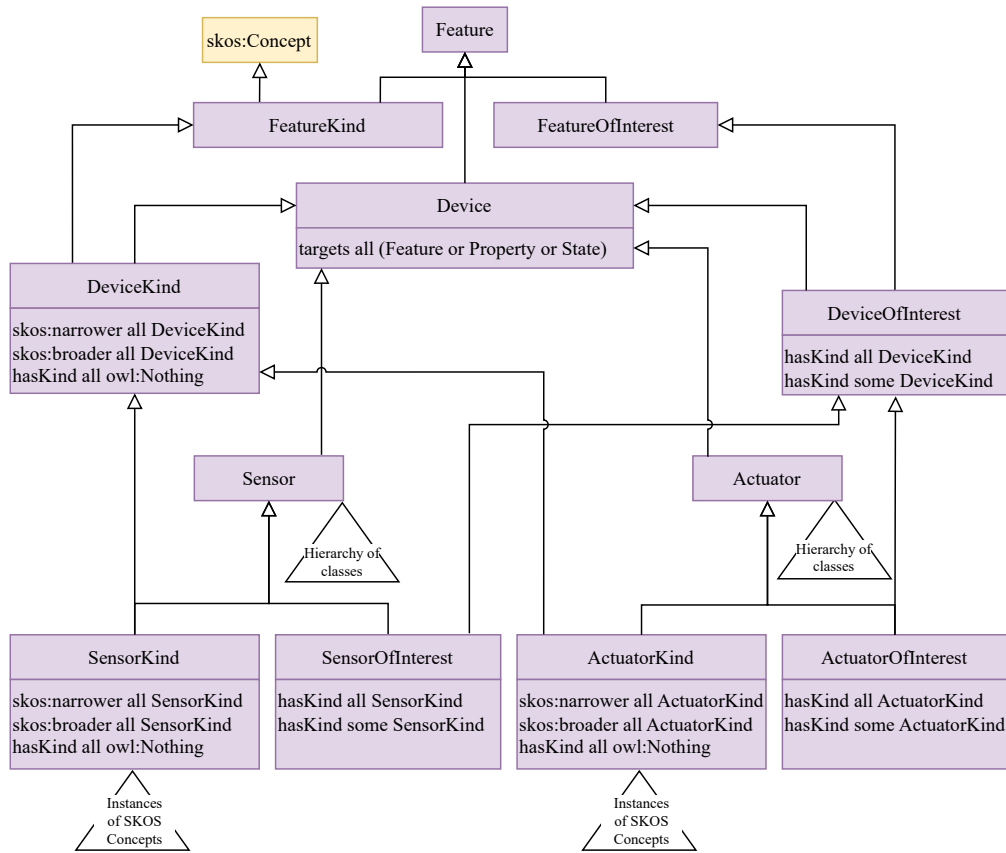 Feature
skos:Concept
FeatureKind
FeatureOfInterest
Device
targets all (Feature or Property or State)
DeviceKind
skos:narrower all DeviceKind
skos:broader all DeviceKind
hasKind all owl:Nothing
DeviceOfInterest
hasKind all DeviceKind
hasKind some DeviceKind
Sensor
Hierarchy of
classes
Actuator
Hierarchy of
classes
SensorKind
skos:narrower all SensorKind
skos:broader all SensorKind
hasKind all owl:Nothing
SensorOfInterest
hasKind all SensorKind
hasKind some SensorKind
ActuatorKind
skos:narrower all ActuatorKind
skos:broader all ActuatorKind
hasKind all owl:Nothing
ActuatorOfInterest
hasKind all ActuatorKind
hasKind some ActuatorKind
Instances
of SKOS
Concepts
Instances
of SKOS
Concepts